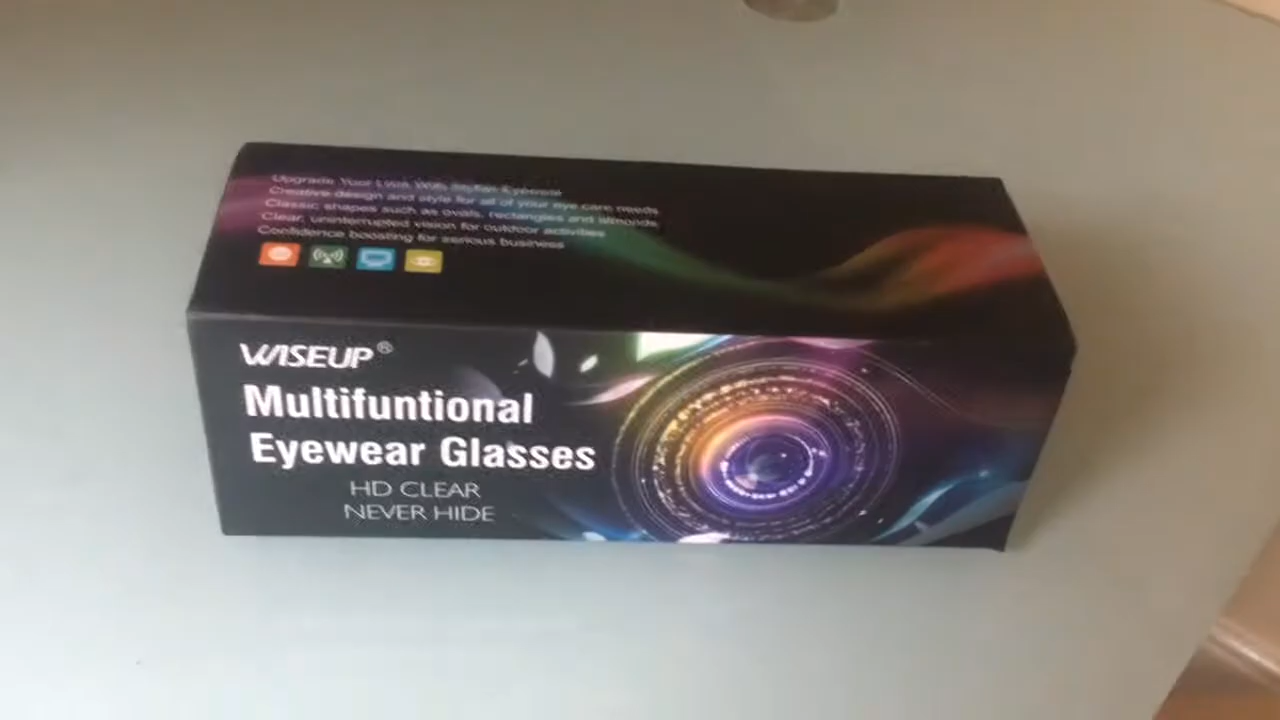 Upgrade Your Look With Stylish Eyewear
Creative design and style for all of your eye care needs
Classic shapes such as ovals, rectangles and almonds
Clear, uninterrupted vision for outdoor activities
Confidence boosting for serious business
WISEUP®
Multifuntional
Eyewear Glasses
HD CLEAR
NEVER HIDE